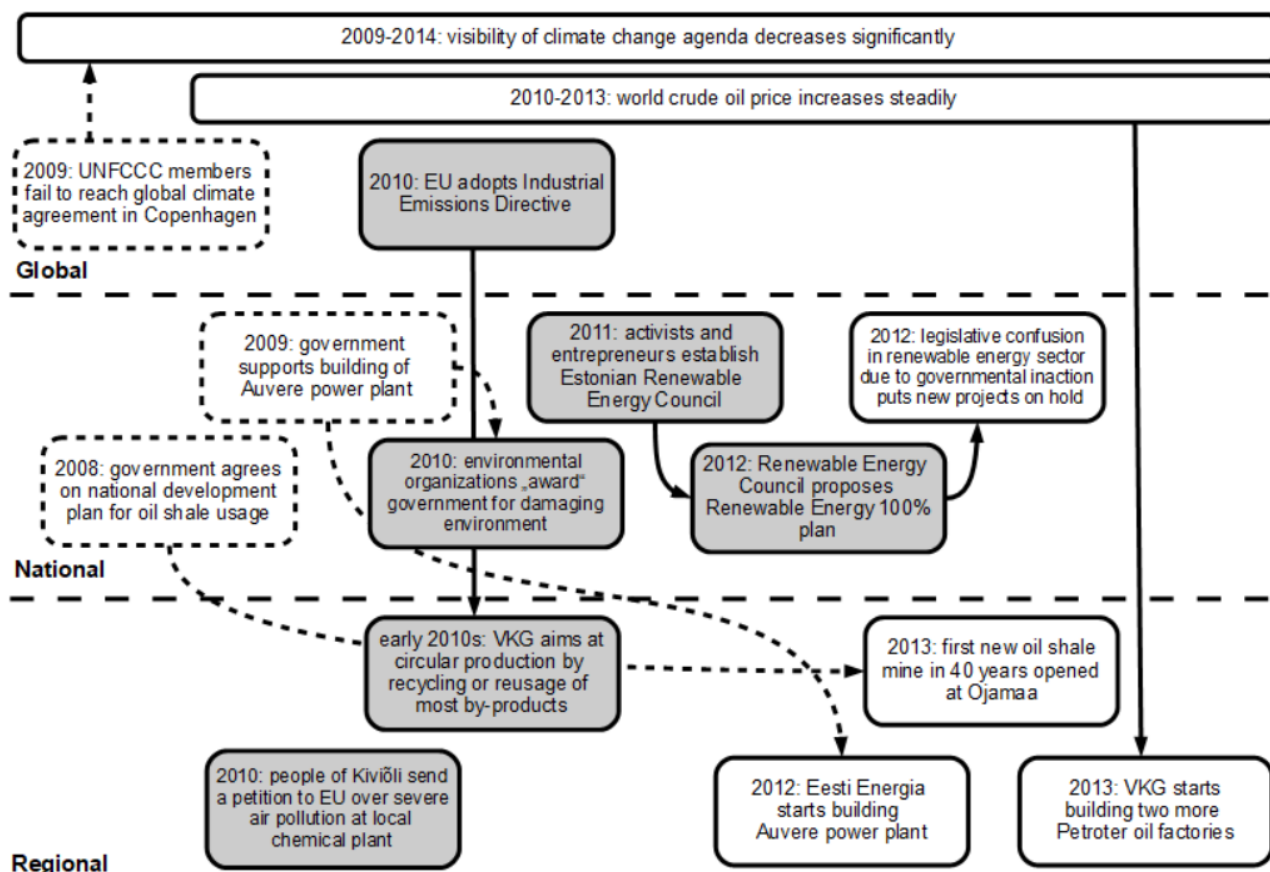 2009-2014: visibility of climate change agenda decreases significantly
2010-2013: world crude oil price increases steadily
2009: UNFCCC members
fail to reach global climate
agreement in Copenhagen
2010: EU adopts Industrial
Emissions Directive
Global
2009: government
supports building of
Auvere power plant
2011: activists and
entrepreneurs establish
Estonian Renewable
Energy Council
2012: legislative confusion
in renewable energy sector
due to governmental inaction
puts new projects on hold
2008: government agrees
on national development
plan for oil shale usage
2010: environmental
organizations „award“
government for damaging
environment
2012: Renewable Energy
Council proposes
Renewable Energy 100%
plan
National
early 2010s: VKG aims at
circular production by
recycling or reusage of
most by-products
2013: first new oil shale
mine in 40 years opened
at Ojamaa
2010: people of Kiviõli send
a petition to EU over severe
air pollution at local
chemical plant
2012: Eesti Energia
starts building
Auvere power plant
2013: VKG starts
building two more
Petroter oil factories
Regional